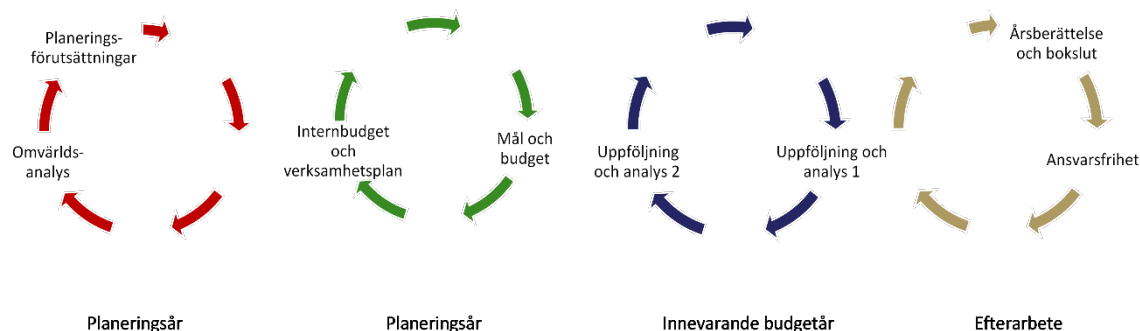 Planerings-
förutsättningar
Omvärlds-
analys
Planeringsår
Internbudget
och
verksamhetsplan
Mål och
budget
Planeringsår
Uppföljning
och analys 2
Uppföljning och
analys 1
Innevarande budgetår
Årsberättelse
och bokslut
Ansvarsfrihet
Efterarbete